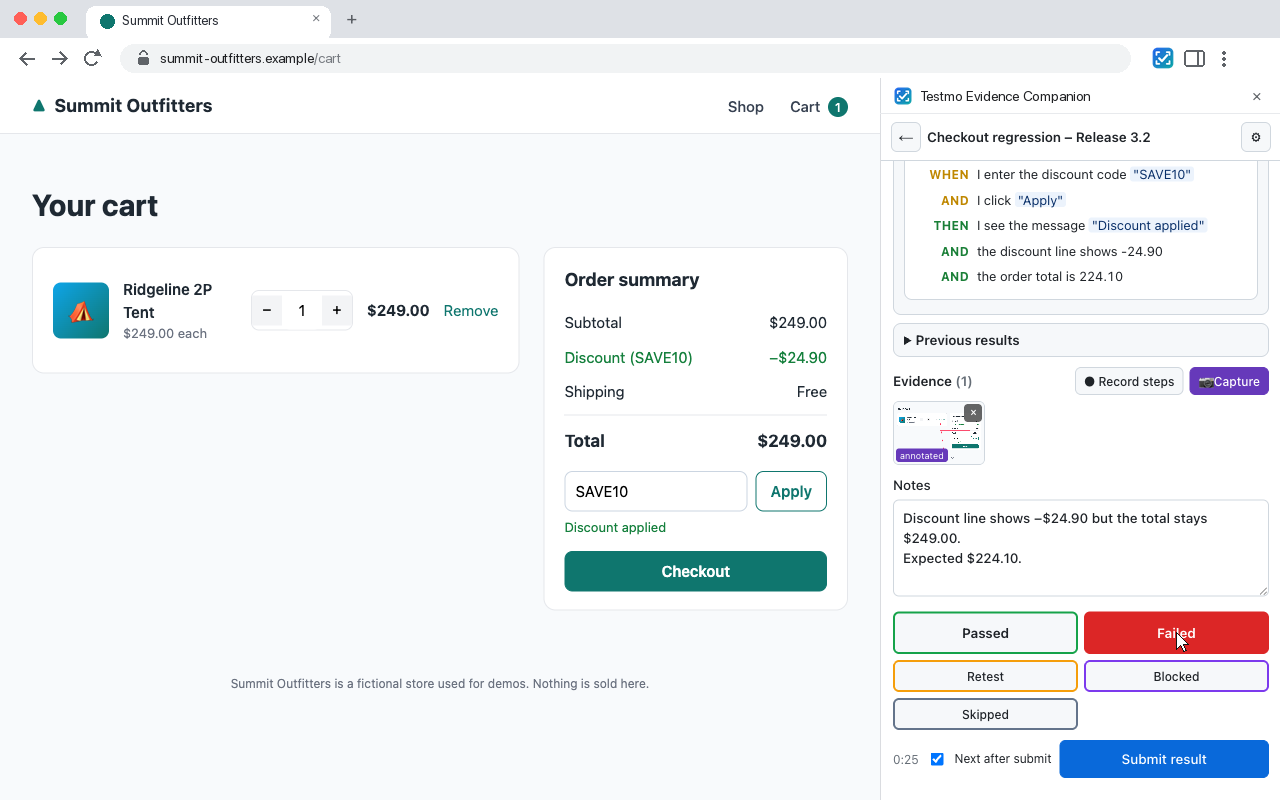 Summit Outfitters
summit-outfitters.example/cart
Summit Outfitters
Shop
Cart 1
Your cart
Ridgeline 2P
Tent
$249.00 each
− 1 +
$249.00
Remove
Order summary
Subtotal $249.00
Discount (SAVE10) −$24.90
Shipping Free
Total $249.00
SAVE10
Apply
Discount applied
Checkout
Summit Outfitters is a fictional store used for demos. Nothing is sold here.
Testmo Evidence Companion
Checkout regression – Release 3.2
WHEN I enter the discount code "SAVE10"
AND I click "Apply"
THEN I see the message "Discount applied"
AND the discount line shows -24.90
AND the order total is 224.10
Previous results
Evidence (1)
Record steps
Capture
annotated
Notes
Discount line shows −$24.90 but the total stays
$249.00.
Expected $224.10.
Passed
Failed
Retest
Blocked
Skipped
0:25
Next after submit
Submit result